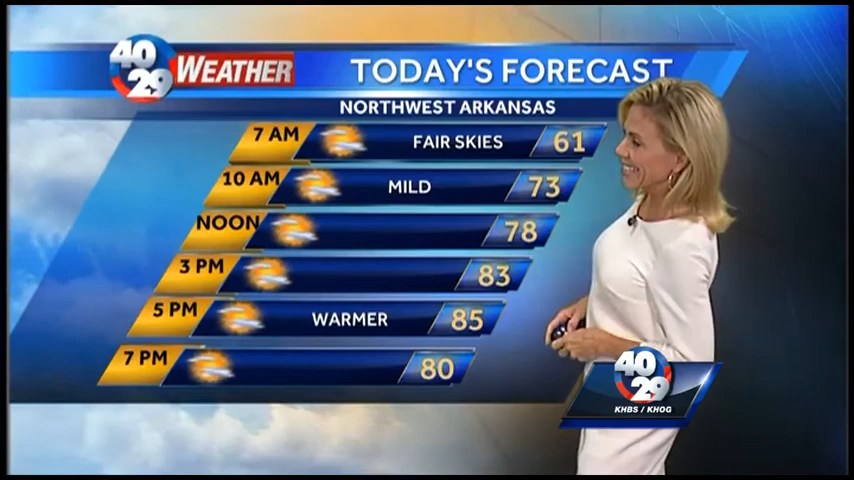 40
29
WEATHER
TODAY'S FORECAST
NORTHWEST ARKANSAS
7 AM FAIR SKIES 61
10 AM MILD 73
NOON 78
3 PM 83
5 PM WARMER 85
7 PM 80
40
29
KHBS / KHOG